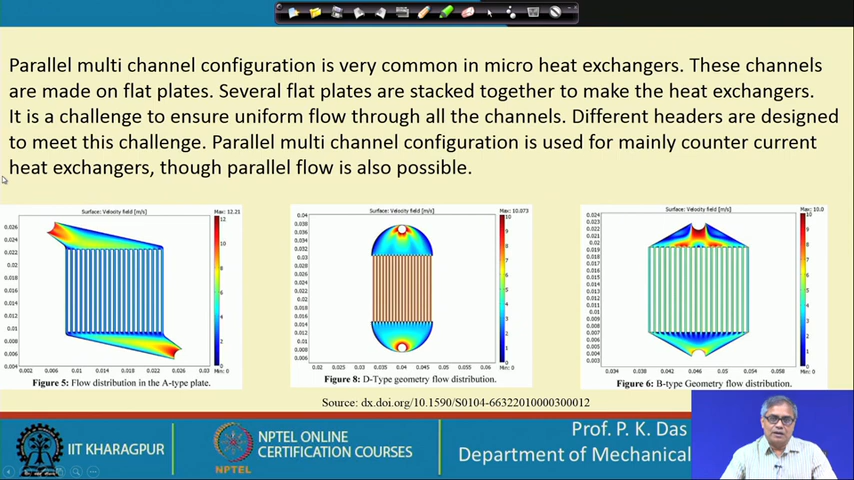 Parallel multi channel configuration is very common in micro heat exchangers. These channels
are made on flat plates. Several flat plates are stacked together to make the heat exchangers.
It is a challenge to ensure uniform flow through all the channels. Different headers are designed
to meet this challenge. Parallel multi channel configuration is used for mainly counter current
heat exchangers, though parallel flow is also possible.
Surface: Velocity field [m/s]
Max: 12.21
Min: 0
Figure 5: Flow distribution in the A-type plate.
Surface: Velocity field [m/s]
Max: 10.073
Min: 0
Figure 8: D-Type geometry flow distribution.
Surface: Velocity field [m/s]
Max: 10.0
Min: 0
Figure 6: B-type Geometry flow distribution.
Source: dx.doi.org/10.1590/S0104-66322010000300012
IIT KHARAGPUR
NPTEL
NPTEL ONLINE
CERTIFICATION COURSES
Prof. P. K. Das
Department of Mechanical